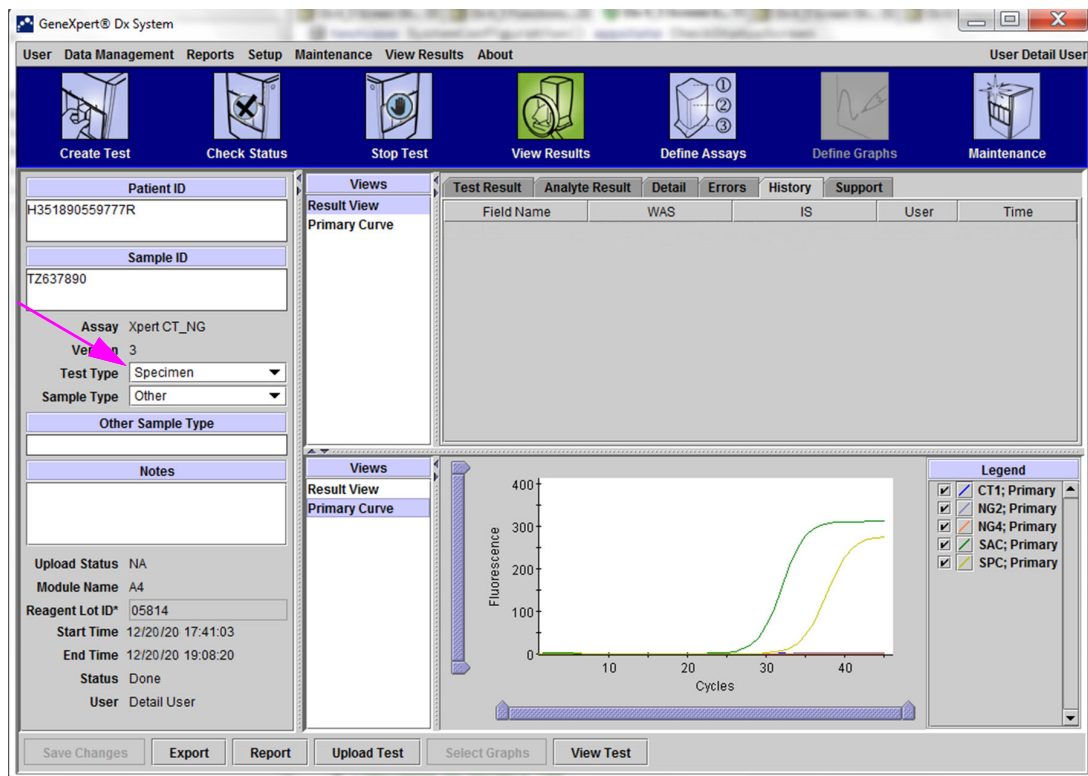 GeneXpert® Dx System
User Data Management Reports Setup Maintenance View Results About User Detail User
Create Test Check Status Stop Test View Results Define Assays Define Graphs Maintenance
Patient ID
H351890559777R
Sample ID
TZ637890
Assay Xpert CT_NG
Version 3
Test Type Specimen
Sample Type Other
Other Sample Type
Notes
Upload Status NA
Module Name A4
Reagent Lot ID* 05814
Start Time 12/20/20 17:41:03
End Time 12/20/20 19:08:20
Status Done
User Detail User
Views
Result View
Primary Curve
Test Result Analyte Result Detail Errors History Support
Field Name WAS IS User Time
Views
Result View
Primary Curve
400
300
200
100
0
Fluorescence
10 20 30 40
Cycles
Legend
CT1; Primary
NG2; Primary
NG4; Primary
SAC; Primary
SPC; Primary
Save Changes Export Report Upload Test Select Graphs View Test